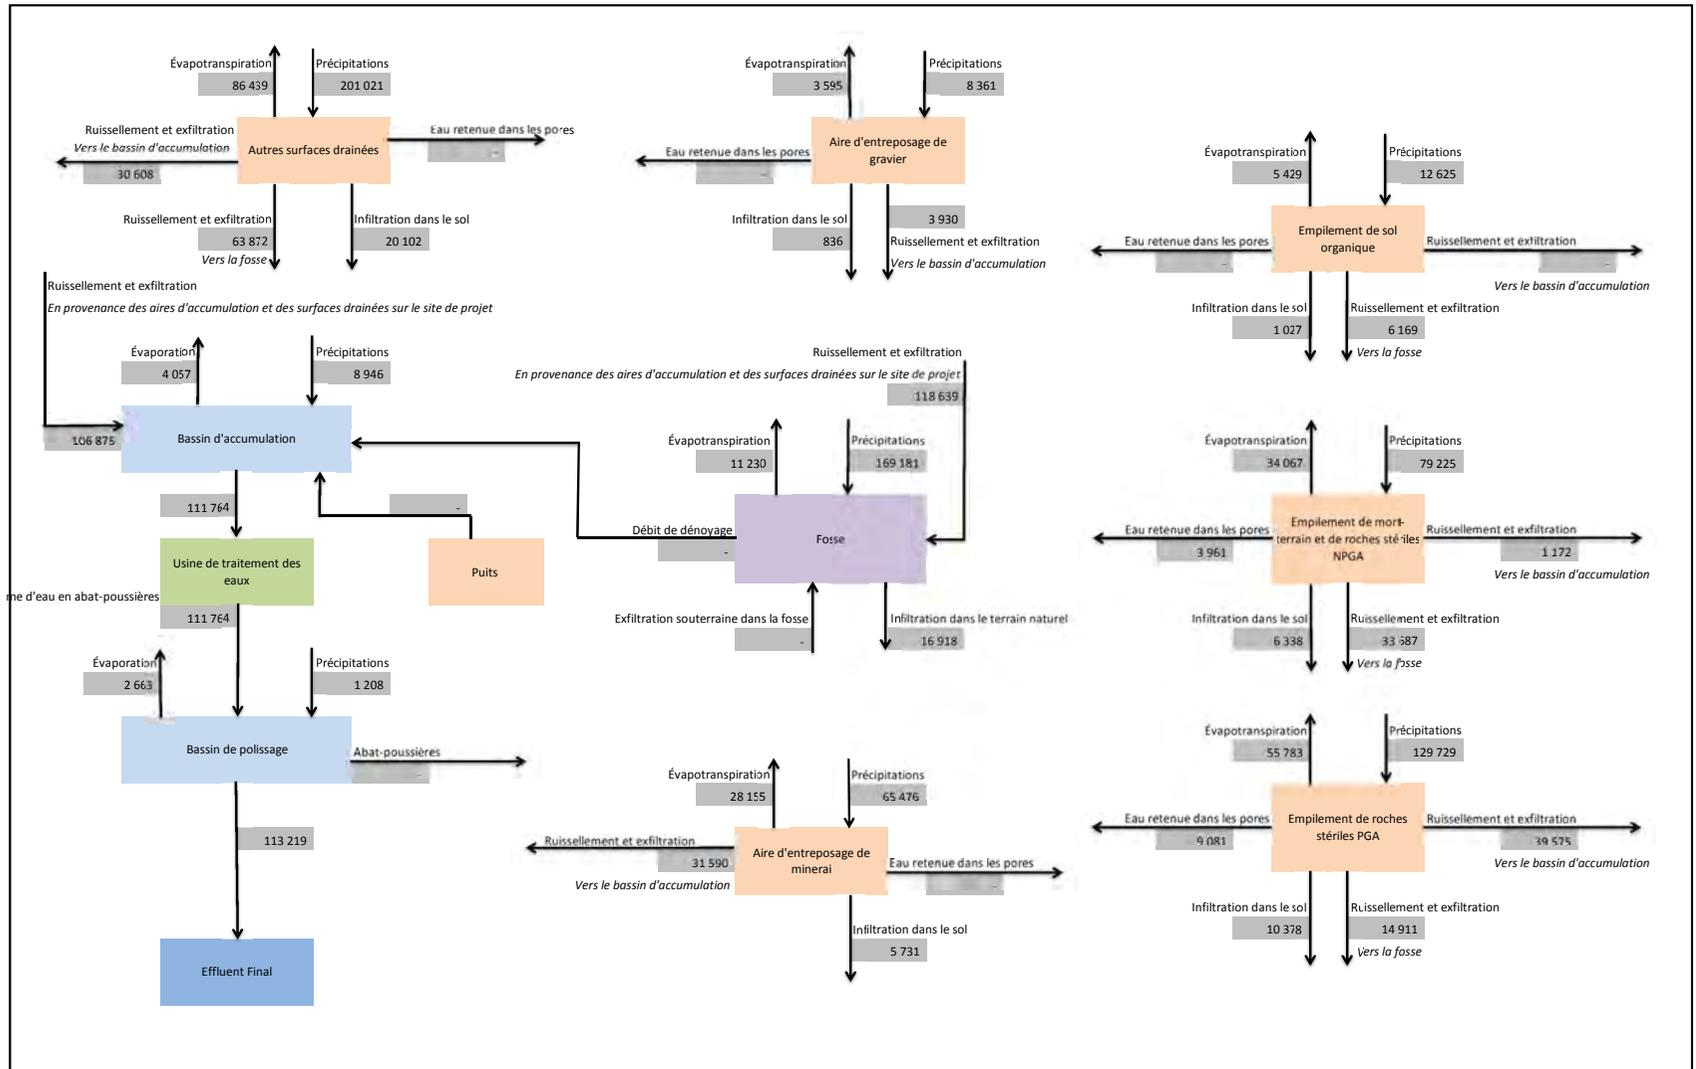 Évapotranspiration
86 439
Précipitations
201 021
Ruissellement et exfiltration
Vers le bassin d'accumulation
30 608
Autres surfaces drainées
Eau retenue dans les pores
-
Ruissellement et exfiltration
63 872
Vers la fosse
Infiltration dans le sol
20 102
Évapotranspiration
3 595
Précipitations
8 361
Eau retenue dans les pores
-
Aire d'entreposage de
gravier
Infiltration dans le sol
836
3 930
Ruissellement et exfiltration
Vers le bassin d'accumulation
Évapotranspiration
5 429
Précipitations
12 625
Eau retenue dans les pores
-
Empilement de sol
organique
Ruissellement et exfiltration
-
Vers le bassin d'accumulation
Infiltration dans le sol
1 027
Ruissellement et exfiltration
6 169
Vers la fosse
Ruissellement et exfiltration
En provenance des aires d'accumulation et des surfaces drainées sur le site de projet
106 875
Évaporation
4 057
Précipitations
8 946
Bassin d'accumulation
111 764
-
Puits
Usine de traitement des
eaux
d'eau en abat-poussières
111 764
Évaporation
2 663
Précipitations
1 208
Bassin de polissage
Abat-poussières
-
113 219
Effluent Final
Ruissellement et exfiltration
En provenance des aires d'accumulation et des surfaces drainées sur le site de projet
118 639
Évapotranspiration
11 230
Précipitations
169 181
Débit de dénoyage
-
Fosse
Exfiltration souterraine dans la fosse
-
Infiltration dans le terrain naturel
16 918
Évapotranspiration
28 155
Précipitations
65 476
Ruissellement et exfiltration
31 590
Vers le bassin d'accumulation
Aire d'entreposage de
minerai
Eau retenue dans les pores
-
Infiltration dans le sol
5 731
Évapotranspiration
34 067
Précipitations
79 225
Eau retenue dans les pores
3 961
Empilement de mort-
terrain et de roches stériles
NPGA
Ruissellement et exfiltration
1 172
Vers le bassin d'accumulation
Infiltration dans le sol
6 338
Ruissellement et exfiltration
33 687
Vers la fosse
Évapotranspiration
55 783
Précipitations
129 729
Eau retenue dans les pores
9 081
Empilement de roches
stériles PGA
Ruissellement et exfiltration
39 575
Vers le bassin d'accumulation
Infiltration dans le sol
10 378
Ruissellement et exfiltration
14 911
Vers la fosse